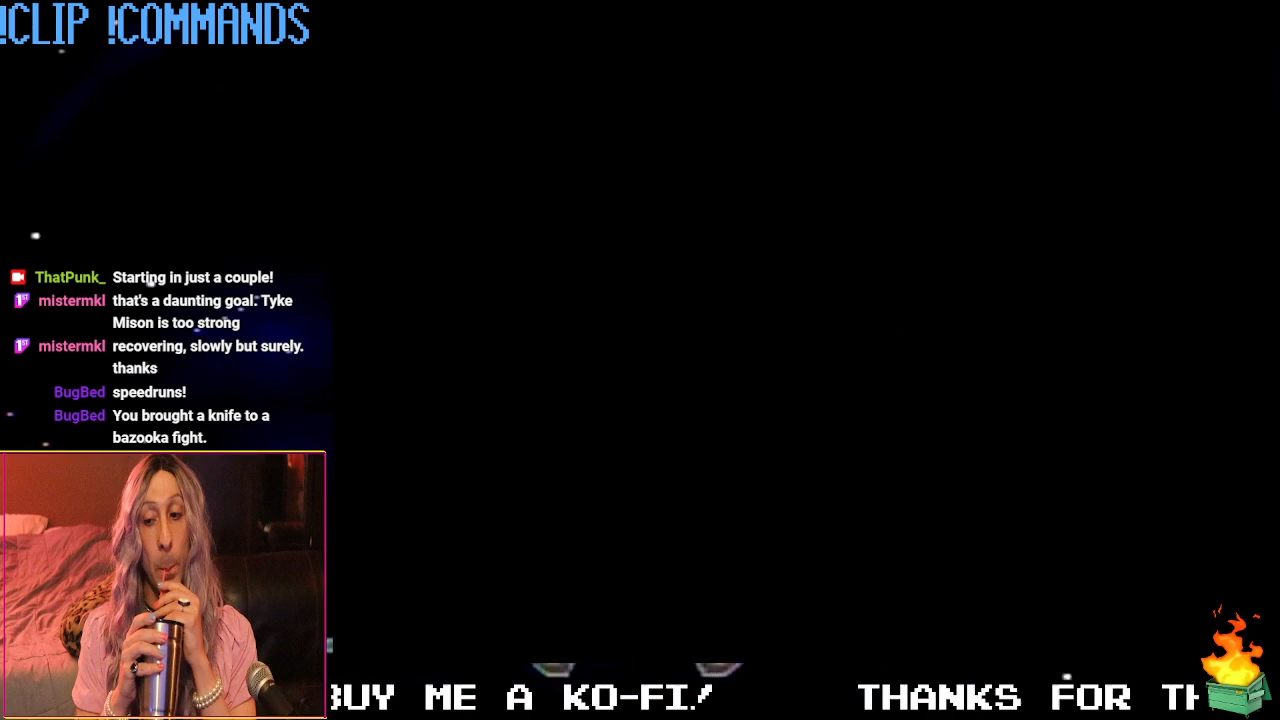 !CLIP !COMMANDS
ThatPunk_ Starting in just a couple!
mistermkl that's a daunting goal. Tyke
Mison is too strong
mistermkl recovering, slowly but surely.
thanks
BugBed speedruns!
BugBed You brought a knife to a
bazooka fight.
BUY ME A KO-FI! THANKS FOR TH